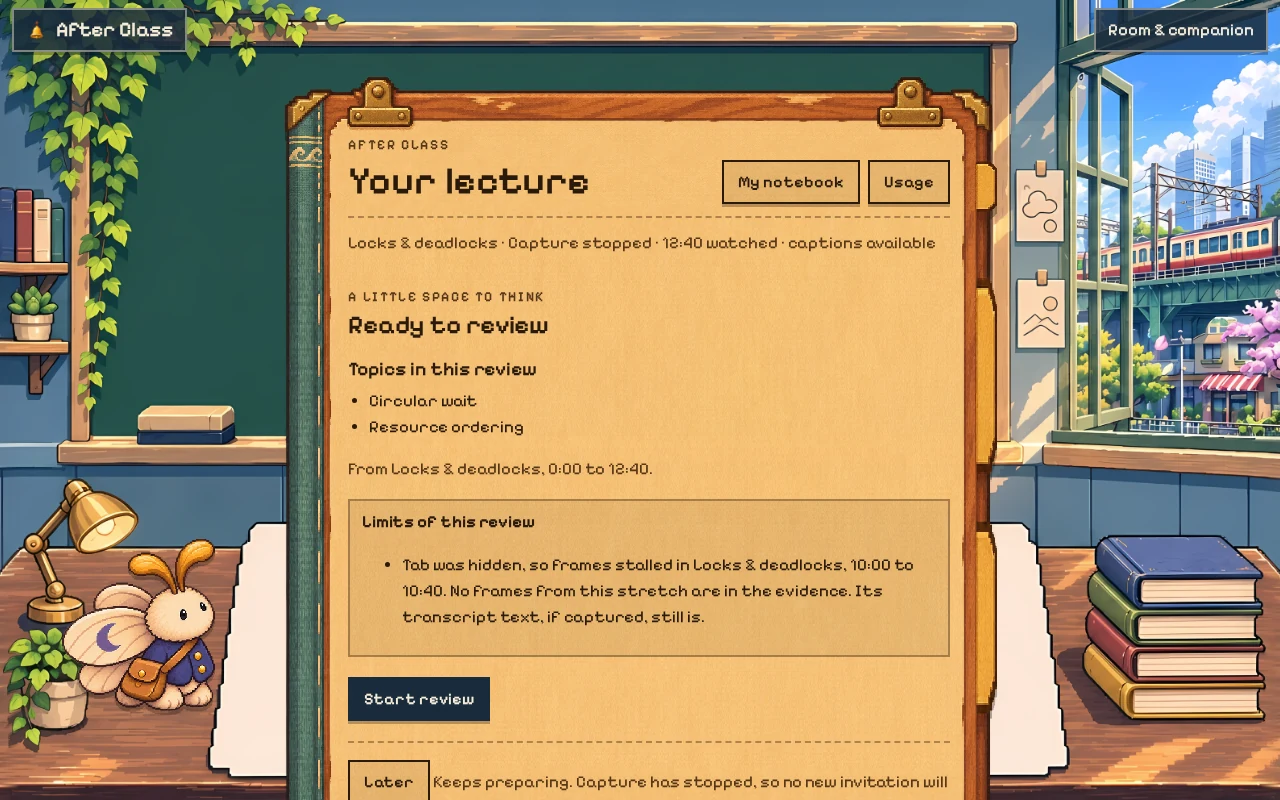 After Class
Room & companion
AFTER CLASS
Your lecture
My notebook
Usage
Locks & deadlocks · Capture stopped · 12:40 watched · captions available
A LITTLE SPACE TO THINK
Ready to review
Topics in this review
• Circular wait
• Resource ordering
From Locks & deadlocks, 0:00 to 12:40.
Limits of this review
• Tab was hidden, so frames stalled in Locks & deadlocks, 10:00 to
10:40. No frames from this stretch are in the evidence. Its
transcript text, if captured, still is.
Start review
Later
Keeps preparing. Capture has stopped, so no new invitation will